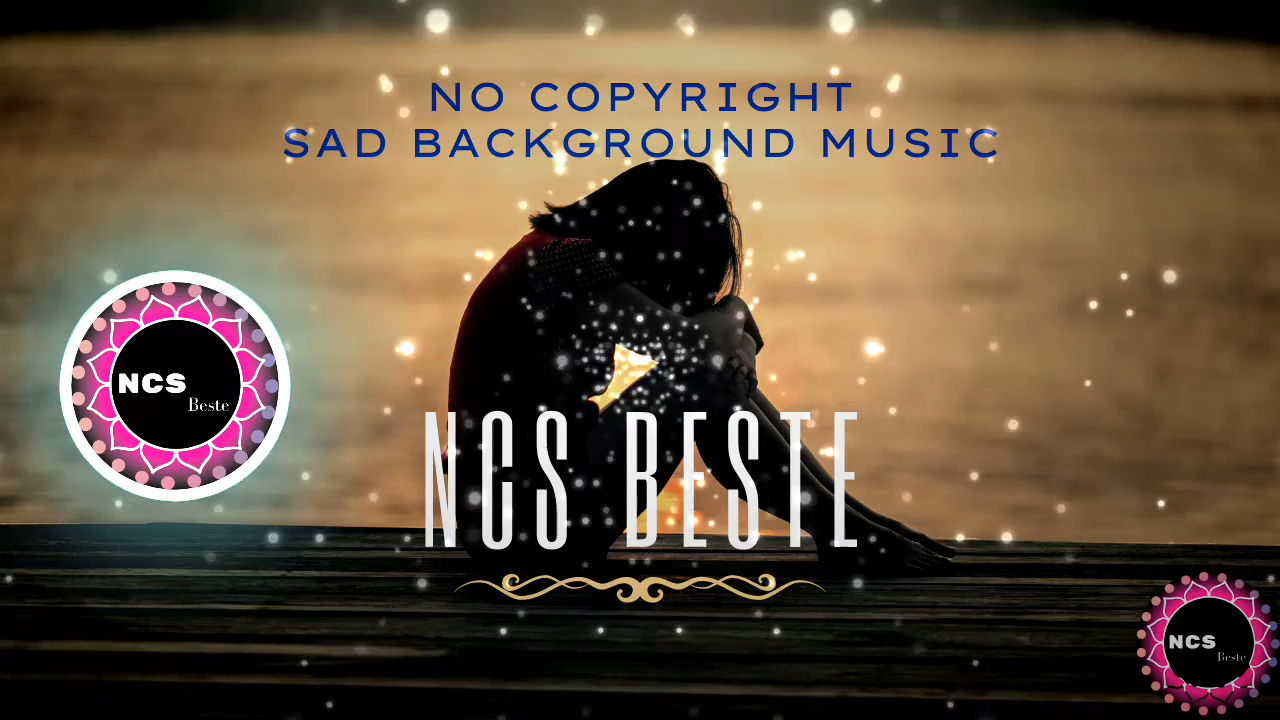 NO COPYRIGHT
SAD BACKGROUND MUSIC
NCS
Beste
NCS BESTE
NCS
Beste